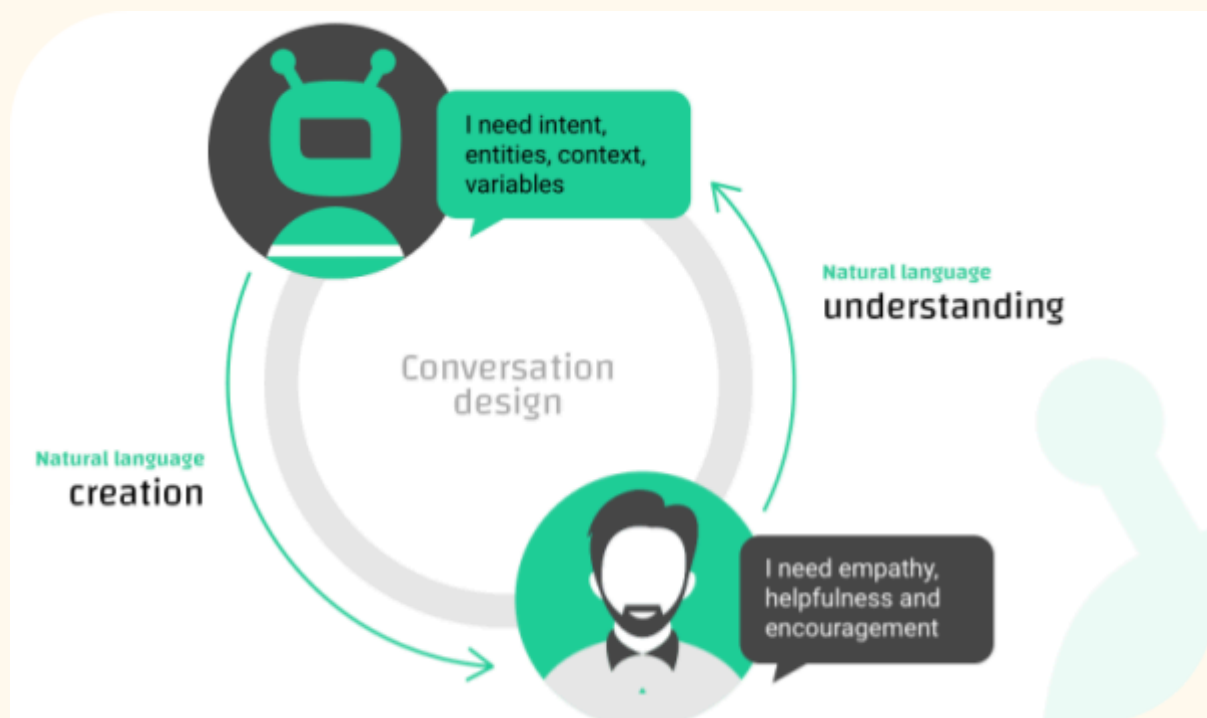 I need intent,
entities, context,
variables
Natural language
understanding
Conversation
design
Natural language
creation
I need empathy,
helpfulness and
encouragement